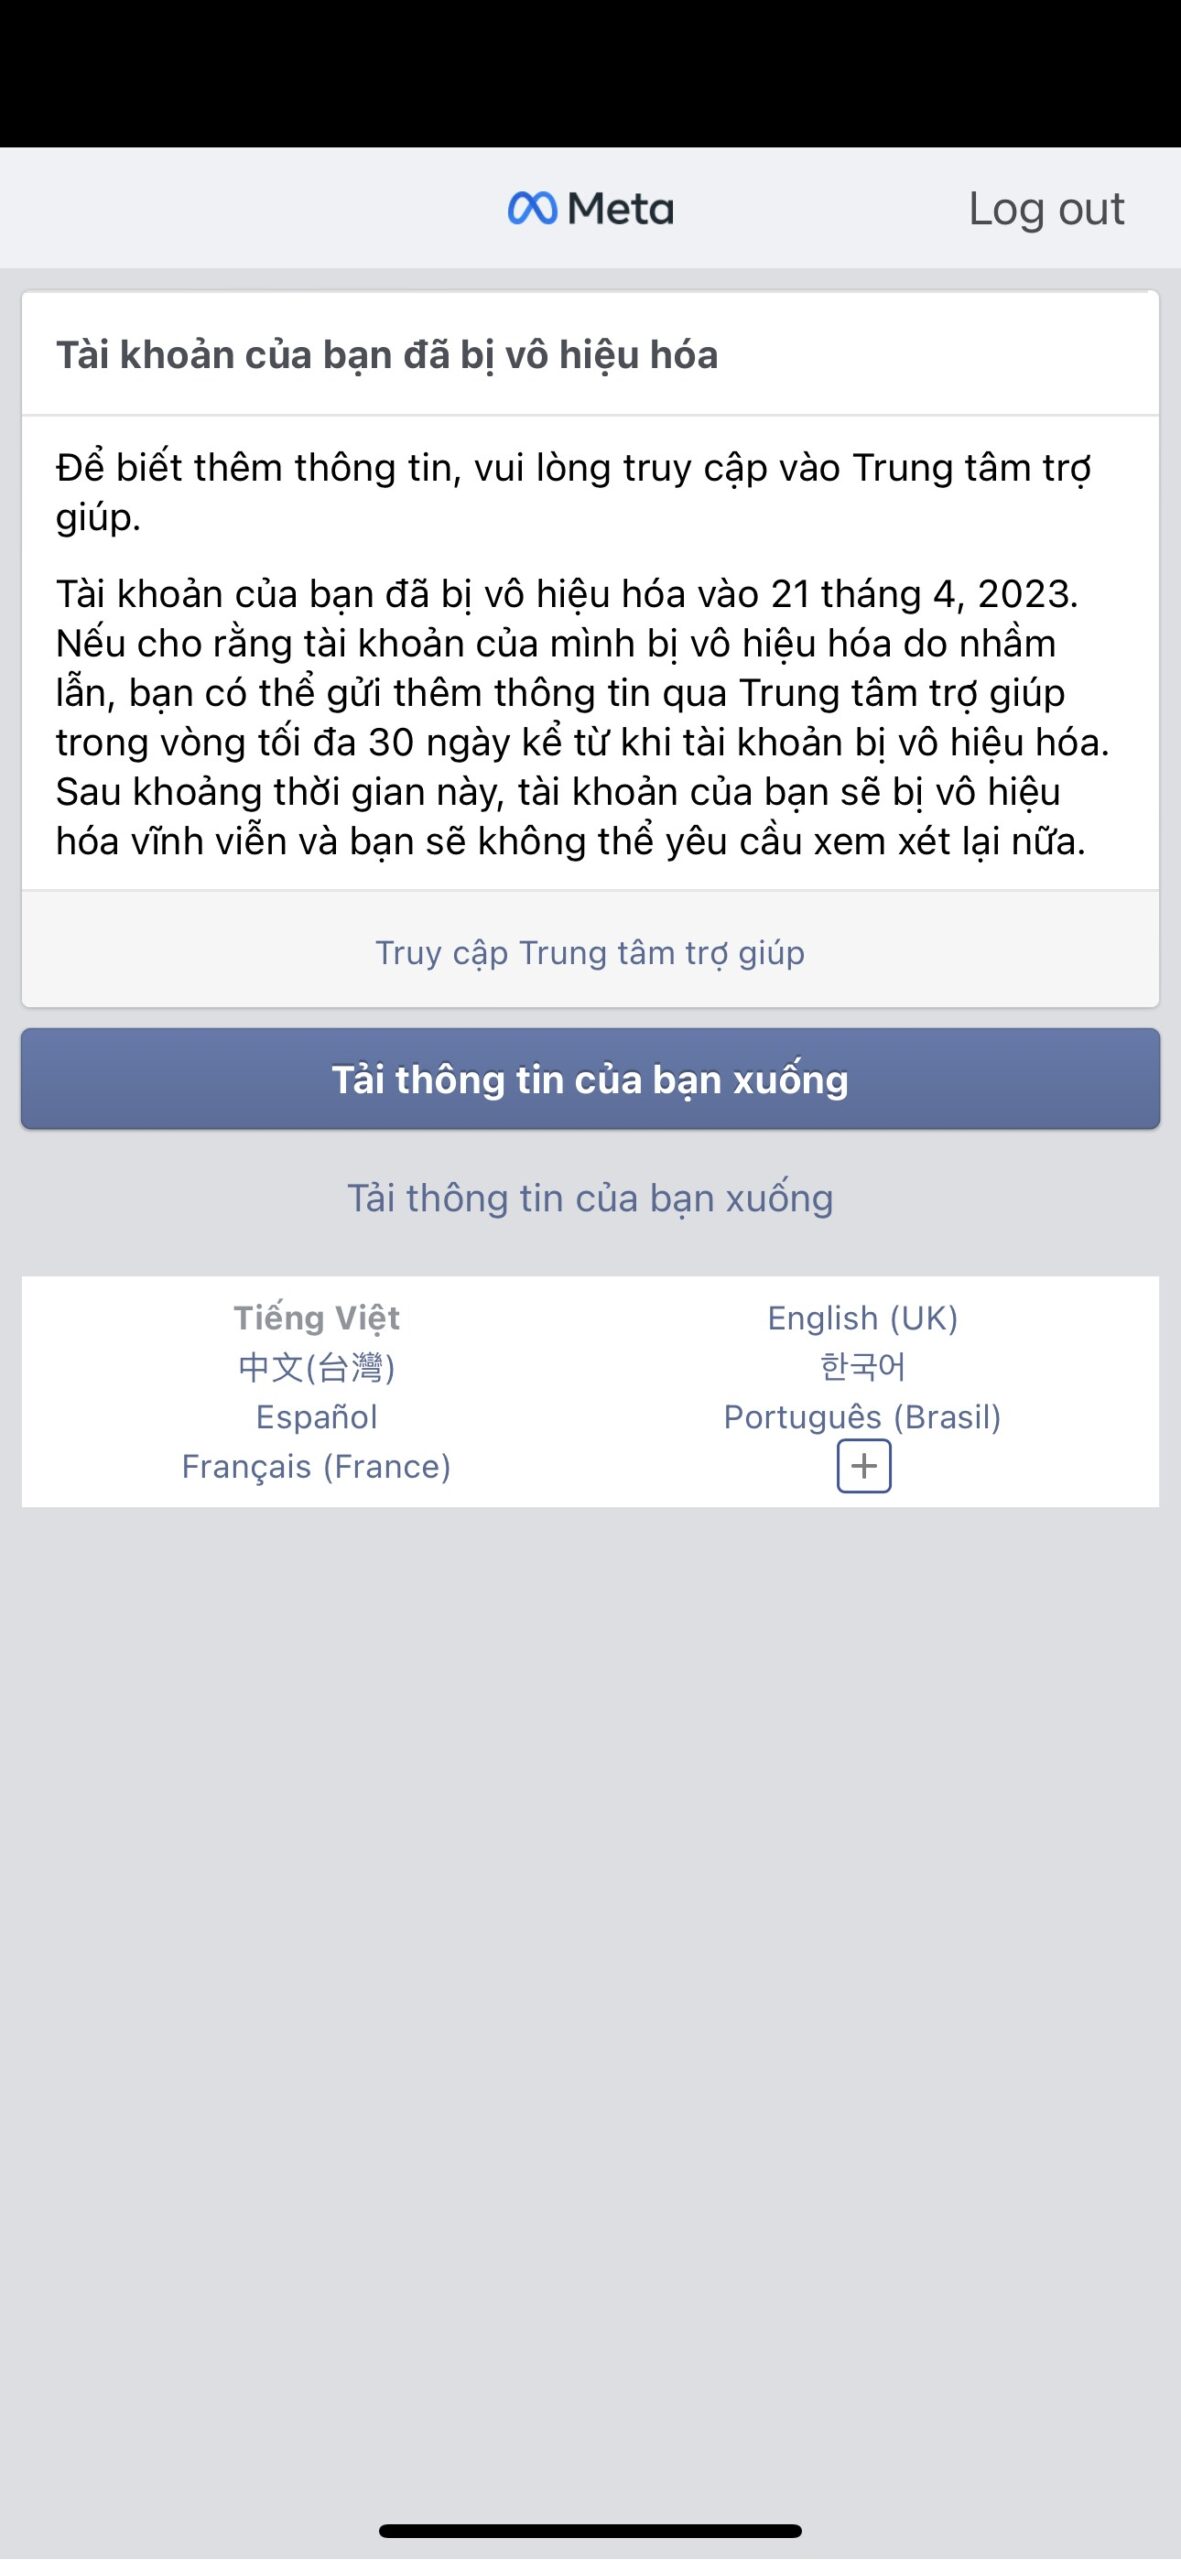 Meta
Log out
Tài khoản của bạn đã bị vô hiệu hóa
Để biết thêm thông tin, vui lòng truy cập vào Trung tâm trợ
giúp.
Tài khoản của bạn đã bị vô hiệu hóa vào 21 tháng 4, 2023.
Nếu cho rằng tài khoản của mình bị vô hiệu hóa do nhầm
lẫn, bạn có thể gửi thêm thông tin qua Trung tâm trợ giúp
trong vòng tối đa 30 ngày kể từ khi tài khoản bị vô hiệu hóa.
Sau khoảng thời gian này, tài khoản của bạn sẽ bị vô hiệu
hóa vĩnh viễn và bạn sẽ không thể yêu cầu xem xét lại nữa.
Truy cập Trung tâm trợ giúp
Tải thông tin của bạn xuống
Tải thông tin của bạn xuống
Tiếng Việt
English (UK)
中文(台灣)
한국어
Español
Português (Brasil)
Français (France)
+